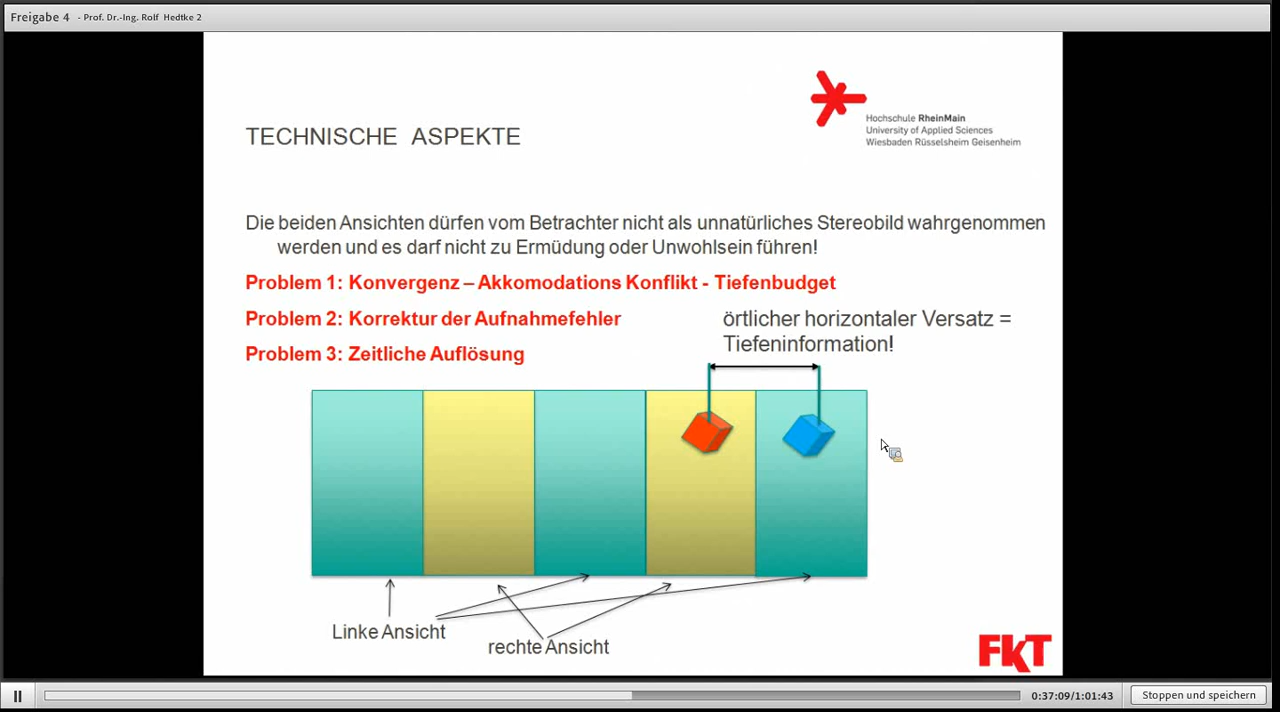 Freigabe 4 - Prof. Dr.-Ing. Rolf Hedtke 2
Hochschule RheinMain
University of Applied Sciences
Wiesbaden Rüsselsheim Geisenheim
TECHNISCHE ASPEKTE
Die beiden Ansichten dürfen vom Betrachter nicht als unnatürliches Stereobild wahrgenommen
werden und es darf nicht zu Ermüdung oder Unwohlsein führen!
Problem 1: Konvergenz – Akkomodations Konflikt - Tiefenbudget
Problem 2: Korrektur der Aufnahmefehler
Problem 3: Zeitliche Auflösung
örtlicher horizontaler Versatz =
Tiefeninformation!
Linke Ansicht
rechte Ansicht
FKT
0:37:09/1:01:43
Stoppen und speichern